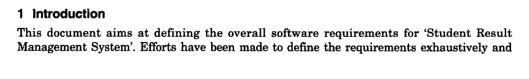 1 Introduction
This document aims at defining the overall software requirements for 'Student Result
Management System'. Efforts have been made to define the requirements exhaustively and